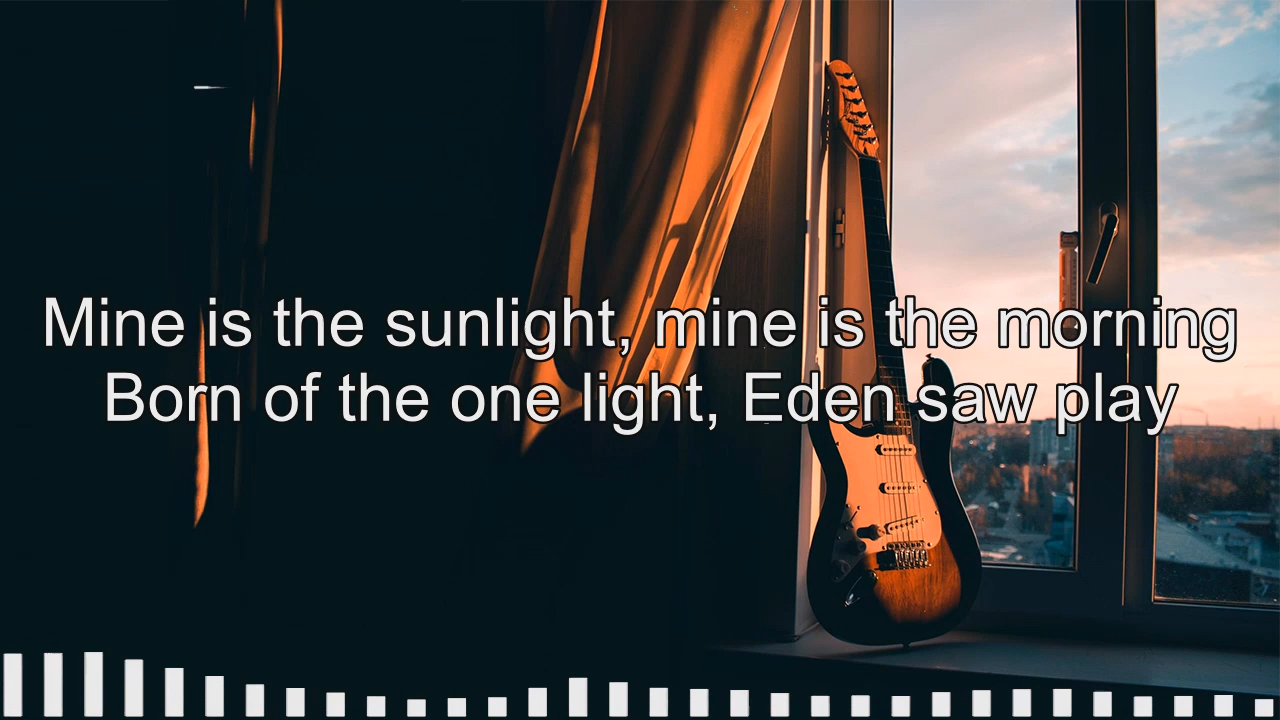 Mine is the sunlight, mine is the morning
Born of the one light, Eden saw play